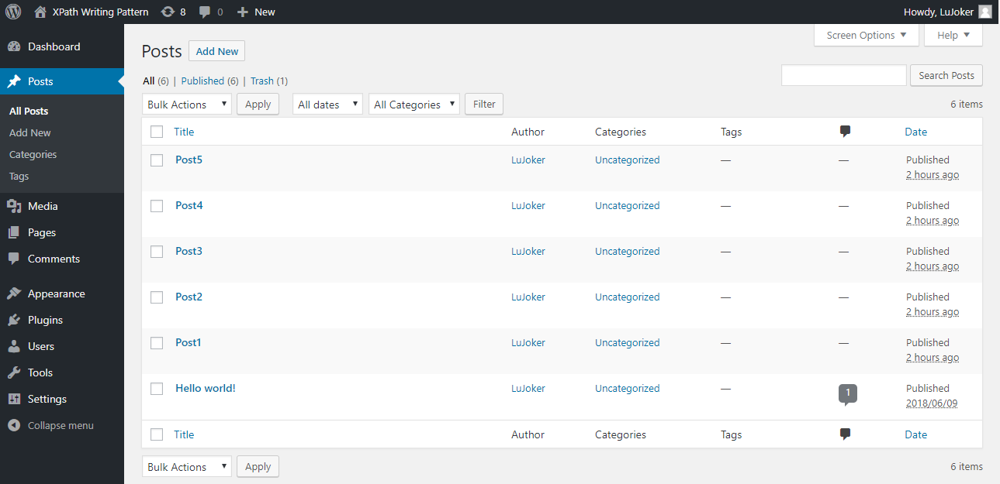 XPath Writing Pattern 8 0 New Howdy, LuJoker
Dashboard
Posts
All Posts
Add New
Categories
Tags
Media
Pages
Comments
Appearance
Plugins
Users
Tools
Settings
Collapse menu
Screen Options ▼ Help ▼
Posts Add New
All (6) | Published (6) | Trash (1)
Search Posts
Bulk Actions ▼ Apply All dates ▼ All Categories ▼ Filter 6 items
Title Author Categories Tags Date
Post5 LuJoker Uncategorized — — Published
2 hours ago
Post4 LuJoker Uncategorized — — Published
2 hours ago
Post3 LuJoker Uncategorized — — Published
2 hours ago
Post2 LuJoker Uncategorized — — Published
2 hours ago
Post1 LuJoker Uncategorized — — Published
2 hours ago
Hello world! LuJoker Uncategorized — 1 Published
2018/06/09
Title Author Categories Tags Date
Bulk Actions ▼ Apply 6 items